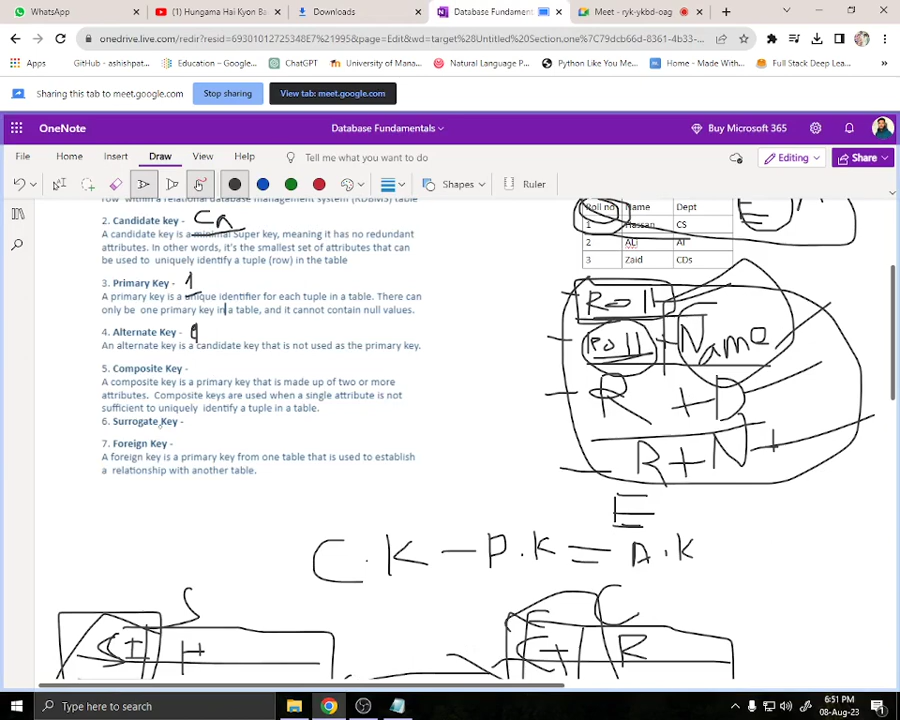 WhatsApp
(1) Hungama Hai Kyon Ba
Downloads
Database Fundament
Meet - ryk-ykbd-oag
onedrive.live.com/redir?resid=69301012725348E7%21995&page=Edit&wd=target%28Untitled Section.one%7C79dcb66d-8361-4b33-...
Apps
GitHub - ashishpat...
Education – Google...
ChatGPT
University of Mana...
Natural Language P...
Python Like You Me...
Home - Made With...
Full Stack Deep Lea...
Sharing this tab to meet.google.com
Stop sharing
View tab: meet.google.com
OneNote
Database Fundamentals
Buy Microsoft 365
File
Home
Insert
Draw
View
Help
Tell me what you want to do
Editing
Share
Shapes
Ruler
row within a relational database management system (RDBMS) table
2. Candidate key -
A candidate key is a minimal Super key, meaning it has no redundant
attributes. In other words, it's the smallest set of attributes that can
be used to uniquely identify a tuple (row) in the table
3. Primary Key -
1
A primary key is a unique identifier for each tuple in a table. There can
only be one primary key in a table, and it cannot contain null values.
4. Alternate Key -
An alternate key is a candidate key that is not used as the primary key.
5. Composite Key -
A composite key is a primary key that is made up of two or more
attributes. Composite keys are used when a single attribute is not
sufficient to uniquely identify a tuple in a table.
6. Surrogate Key -
7. Foreign Key -
A foreign key is a primary key from one table that is used to establish
a relationship with another table.
Roll no Name Dept
1 Hassan CS
2 ALi AI
3 Zaid CDs
E
Roll
Roll + Name
R + D
R+N+
E
C.K - P.K = A.K
S
H
C
R
Type here to search
6:51 PM
08-Aug-23